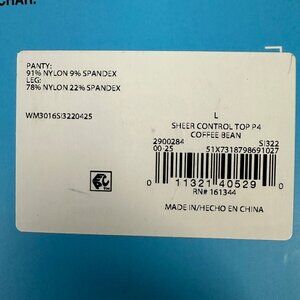 CHAR.
PANTY:
91% NYLON 9% SPANDEX
LEG:
78% NYLON 22% SPANDEX
WM3016SI3220425
L
SHEER CONTROL TOP P4
COFFEE BEAN
2900284 SI322
00-25 51X7318798691027
0 11321 40529 0
RN# 161344
MADE IN/HECHO EN CHINA